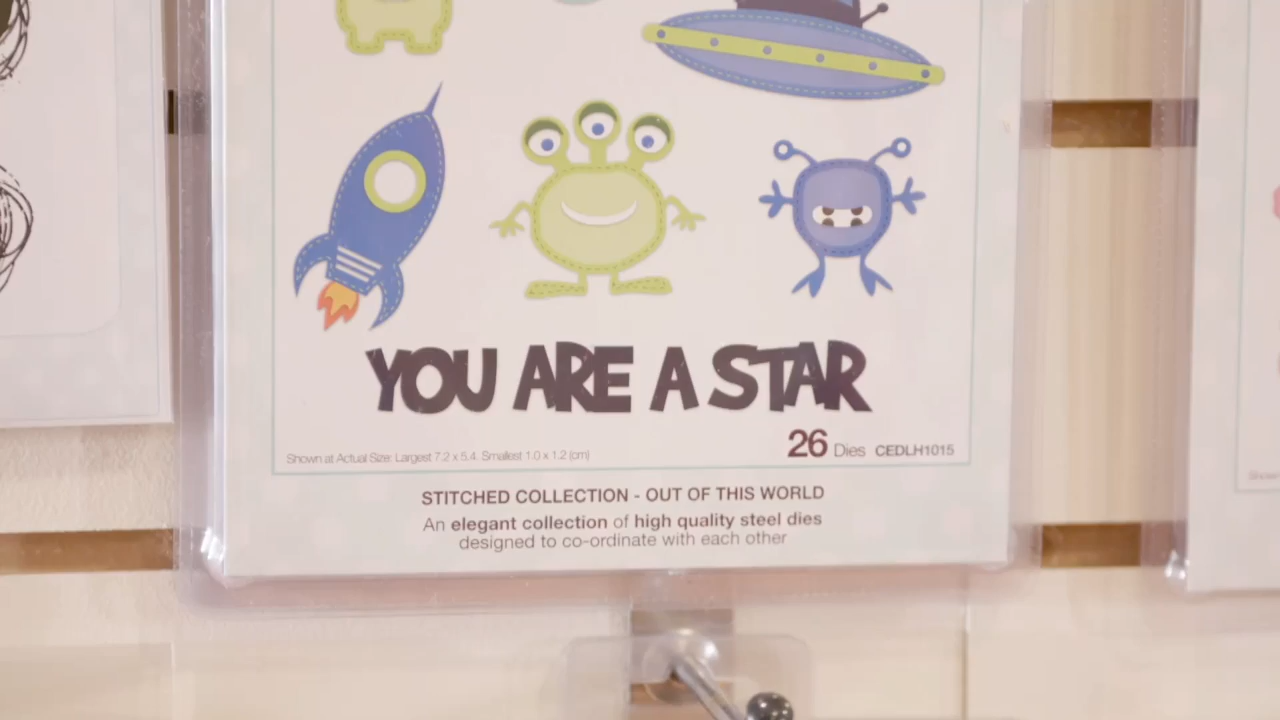 YOU ARE A STAR
26 Dies CEDLH1015
Shown at Actual Size: Largest 7.2 x 5.4 Smallest 1.0 x 1.2 (cm)
STITCHED COLLECTION - OUT OF THIS WORLD
An elegant collection of high quality steel dies
designed to co-ordinate with each other